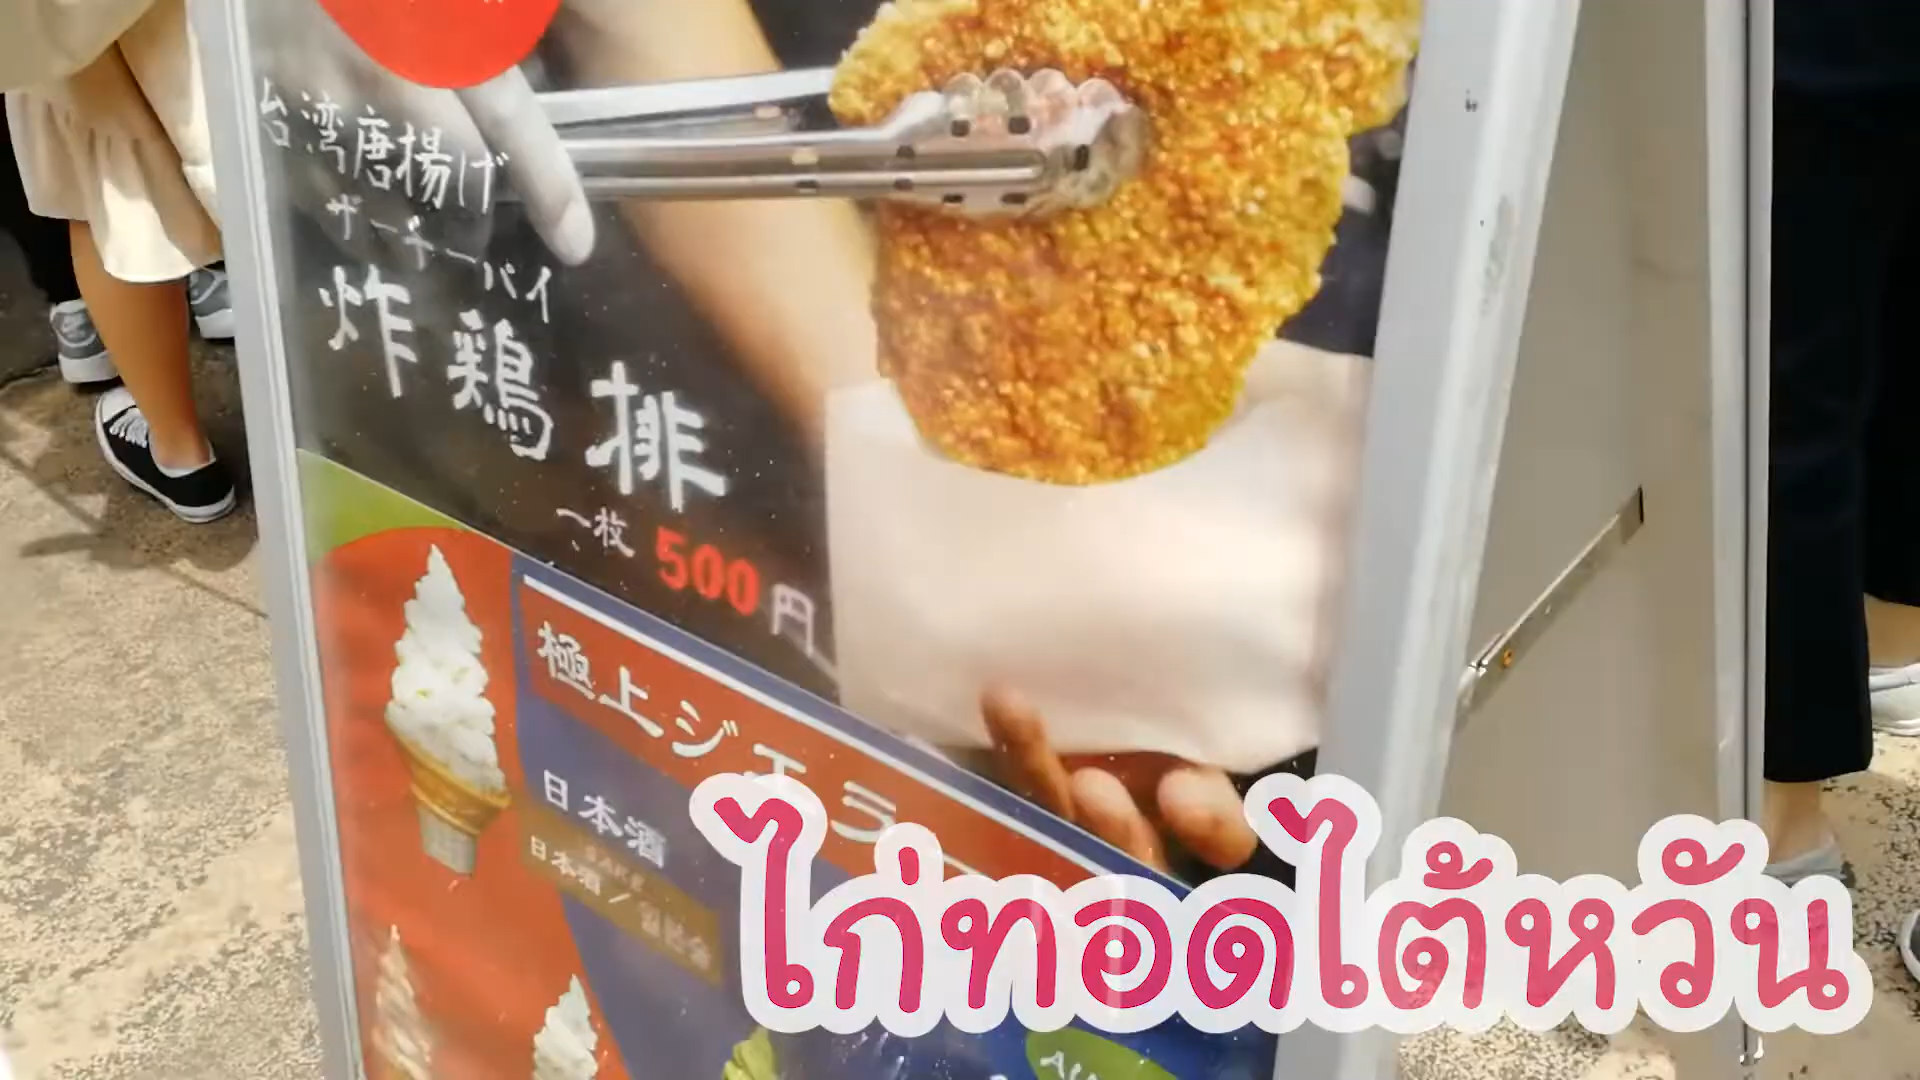 台湾唐揚げ
ザーチーパイ
炸鶏排
一枚 500円
極上ジェラー
日本酒
日本酒 /
ไก่ทอดไต้หวัน